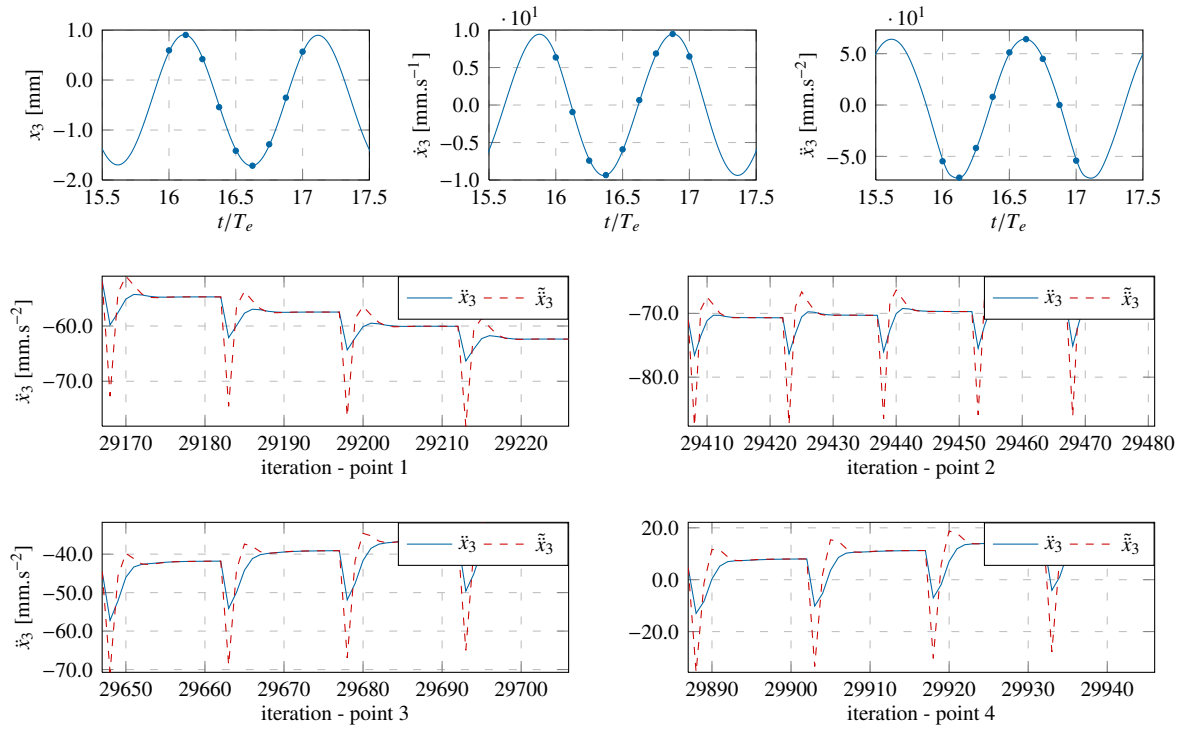 · 10¹ · 10¹
x₃ [mm]
1.0
0.0
−1.0
−2.0
15.5 16 16.5 17 17.5
t/Tₑ
ẋ₃ [mm.s⁻¹]
1.0
0.5
0.0
−0.5
−1.0
15.5 16 16.5 17 17.5
t/Tₑ
ẍ₃ [mm.s⁻²]
5.0
0.0
−5.0
15.5 16 16.5 17 17.5
t/Tₑ
ẍ₃ [mm.s⁻²]
ẍ₃ x̃̈₃
−60.0
−70.0
29170 29180 29190 29200 29210 29220
iteration - point 1
ẍ₃ x̃̈₃
−70.0
−80.0
29410 29420 29430 29440 29450 29460 29470 29480
iteration - point 2
ẍ₃ [mm.s⁻²]
ẍ₃ x̃̈₃
−40.0
−50.0
−60.0
−70.0
29650 29660 29670 29680 29690 29700
iteration - point 3
ẍ₃ x̃̈₃
20.0
0.0
−20.0
29890 29900 29910 29920 29930 29940
iteration - point 4